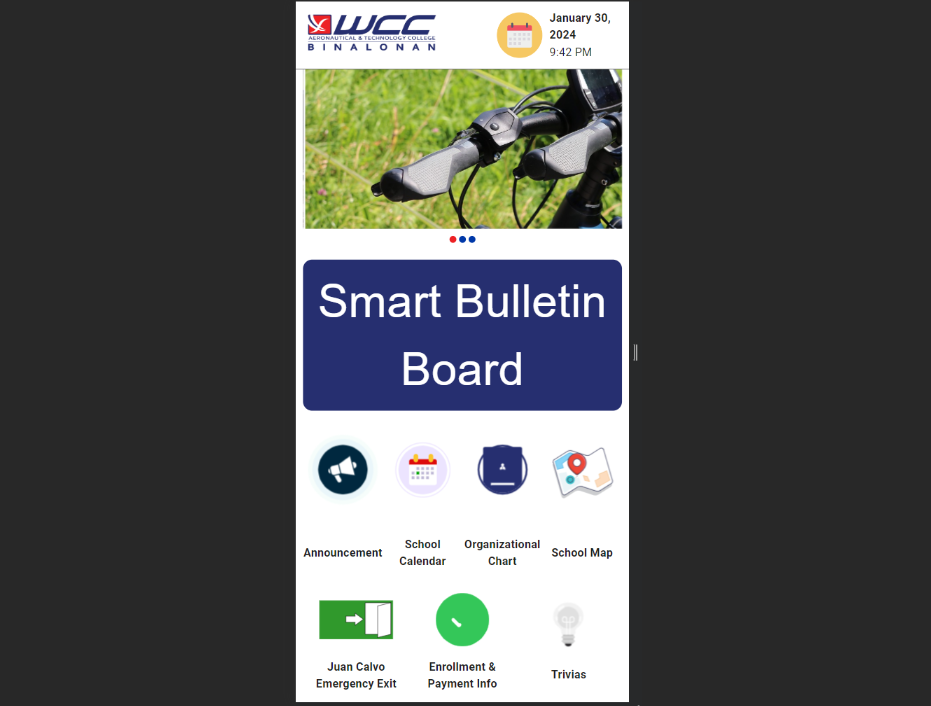 WCC
AERONAUTICAL & TECHNOLOGY COLLEGE
BINALONAN
January 30,
2024
9:42 PM
Smart Bulletin
Board
Announcement
School
Calendar
Organizational
Chart
School Map
Juan Calvo
Emergency Exit
Enrollment &
Payment Info
Trivias